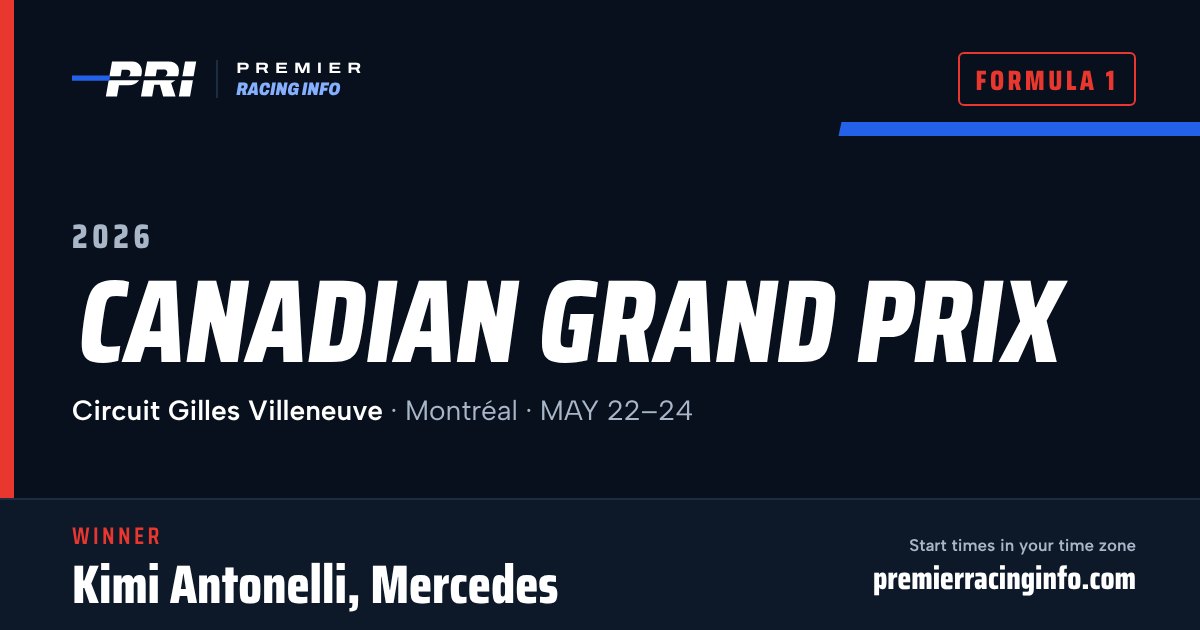 PRI
PREMIER
RACING INFO
FORMULA 1
2026
CANADIAN GRAND PRIX
Circuit Gilles Villeneuve · Montréal · MAY 22–24
WINNER
Kimi Antonelli, Mercedes
Start times in your time zone
premierracinginfo.com